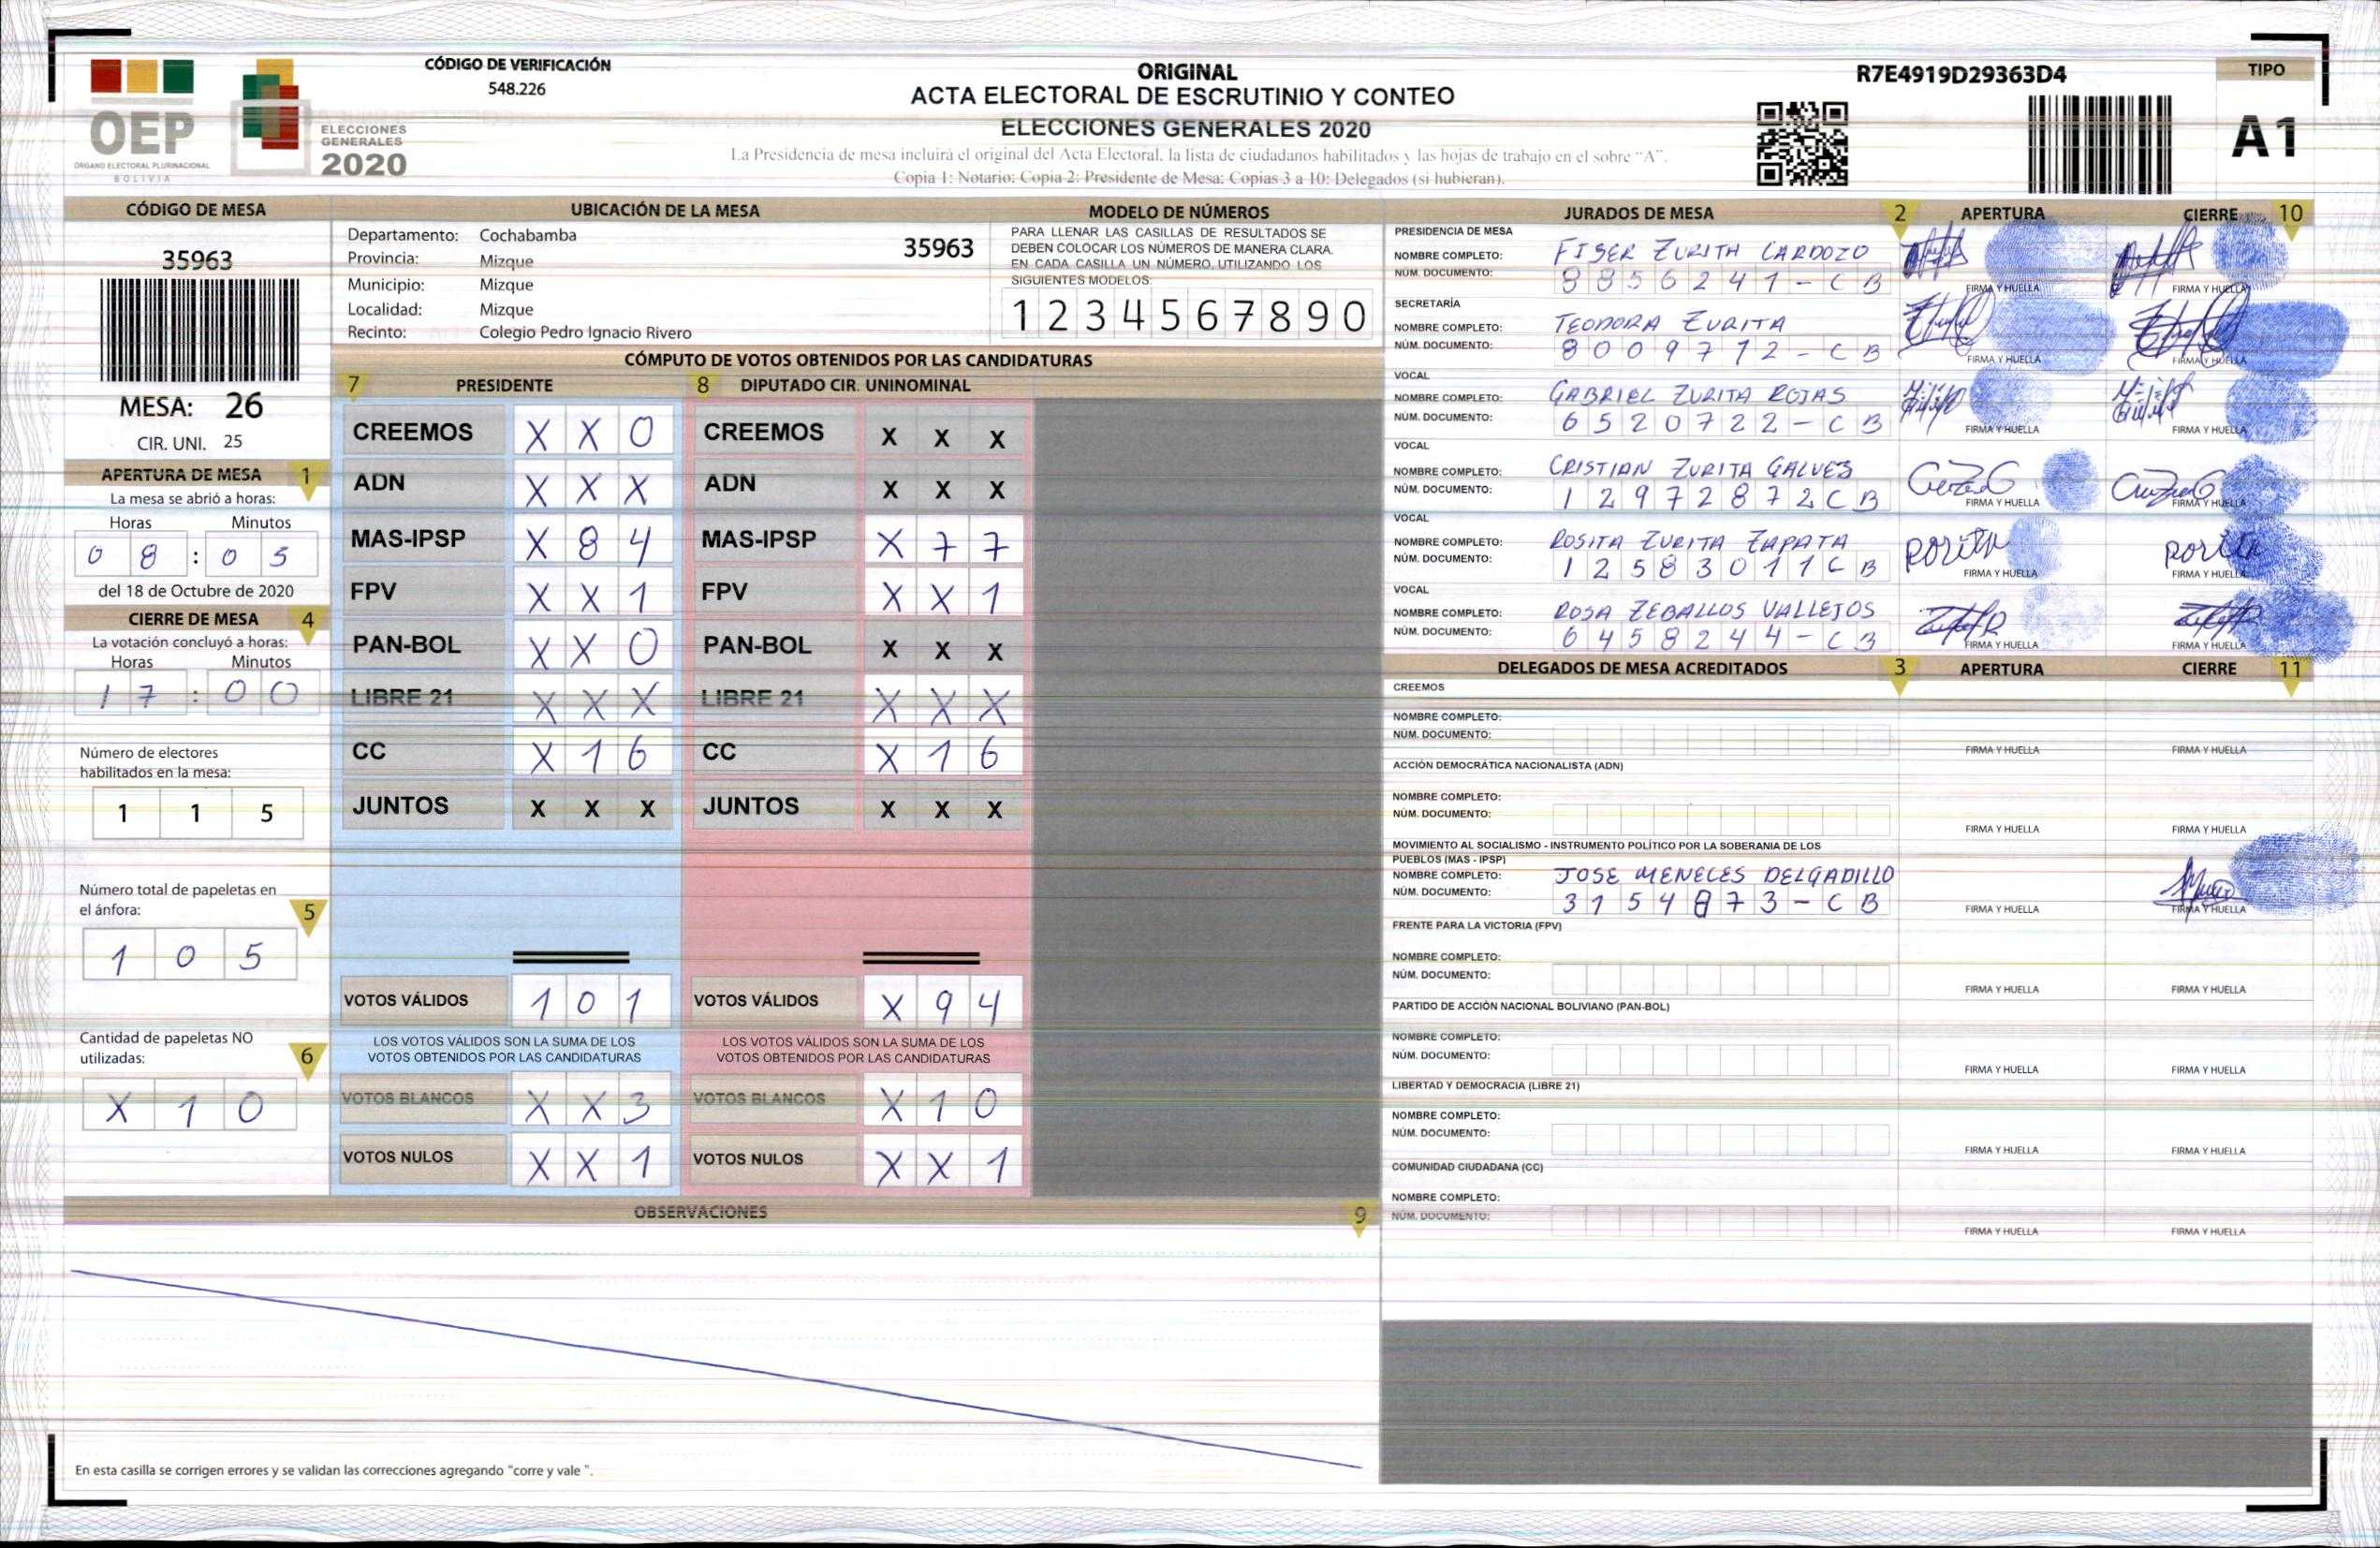 CÓDIGO DE VERIFICACIÓN
548.226
OEP
ÓRGANO ELECTORAL PLURINACIONAL
BOLIVIA
ELECCIONES
GENERALES
2020
ORIGINAL
ACTA ELECTORAL DE ESCRUTINIO Y CONTEO
ELECCIONES GENERALES 2020
La Presidencia de mesa incluirá el original del Acta Electoral, la lista de ciudadanos habilitados y las hojas de trabajo en el sobre “A”.
Copia 1: Notario; Copia 2: Presidente de Mesa; Copias 3 a 10: Delegados (si hubieran).
R7E4919D29363D4
TIPO
A1
CÓDIGO DE MESA
35963
MESA: 26
CIR. UNI. 25
APERTURA DE MESA 1
La mesa se abrió a horas:
Horas Minutos
0 8 : 0 5
del 18 de Octubre de 2020
CIERRE DE MESA 4
La votación concluyó a horas:
Horas Minutos
1 7 : 0 0
Número de electores
habilitados en la mesa:
1 1 5
Número total de papeletas en
el ánfora: 5
1 0 5
Cantidad de papeletas NO
utilizadas: 6
X 1 0
UBICACIÓN DE LA MESA
Departamento: Cochabamba
35963
Provincia: Mizque
Municipio: Mizque
Localidad: Mizque
Recinto: Colegio Pedro Ignacio Rivero
MODELO DE NÚMEROS
PARA LLENAR LAS CASILLAS DE RESULTADOS SE
DEBEN COLOCAR LOS NÚMEROS DE MANERA CLARA.
EN CADA CASILLA UN NÚMERO, UTILIZANDO LOS
SIGUIENTES MODELOS:
1 2 3 4 5 6 7 8 9 0
CÓMPUTO DE VOTOS OBTENIDOS POR LAS CANDIDATURAS
7 PRESIDENTE 8 DIPUTADO CIR. UNINOMINAL
CREEMOS X X 0 CREEMOS X X X
ADN X X X ADN X X X
MAS-IPSP X 8 4 MAS-IPSP X 7 7
FPV X X 1 FPV X X 1
PAN-BOL X X 0 PAN-BOL X X X
LIBRE 21 X X X LIBRE 21 X X X
CC X 1 6 CC X 1 6
JUNTOS X X X JUNTOS X X X
VOTOS VÁLIDOS 1 0 1 VOTOS VÁLIDOS X 9 4
LOS VOTOS VÁLIDOS SON LA SUMA DE LOS LOS VOTOS VÁLIDOS SON LA SUMA DE LOS
VOTOS OBTENIDOS POR LAS CANDIDATURAS VOTOS OBTENIDOS POR LAS CANDIDATURAS
VOTOS BLANCOS X X 3 VOTOS BLANCOS X 1 0
VOTOS NULOS X X 1 VOTOS NULOS X X 1
OBSERVACIONES 9
En esta casilla se corrigen errores y se validan las correcciones agregando "corre y vale ".
JURADOS DE MESA 2 APERTURA CIERRE 10
PRESIDENCIA DE MESA
NOMBRE COMPLETO: FISER ZURITA CARDOZO
NÚM. DOCUMENTO: 8856241-CB
FIRMA Y HUELLA FIRMA Y HUELLA
SECRETARÍA
NOMBRE COMPLETO: TEODORA ZURITA
NÚM. DOCUMENTO: 8009712-CB
FIRMA Y HUELLA FIRMA Y HUELLA
VOCAL
NOMBRE COMPLETO: GABRIEL ZURITA ROJAS
NÚM. DOCUMENTO: 6520722-CB
FIRMA Y HUELLA FIRMA Y HUELLA
VOCAL
NOMBRE COMPLETO: CRISTIAN ZURITA GALVES
NÚM. DOCUMENTO: 12972872CB
FIRMA Y HUELLA FIRMA Y HUELLA
VOCAL
NOMBRE COMPLETO: ROSITA ZURITA ZAPATA
NÚM. DOCUMENTO: 12583011CB
FIRMA Y HUELLA FIRMA Y HUELLA
VOCAL
NOMBRE COMPLETO: ROSA ZEBALLOS VALLEJOS
NÚM. DOCUMENTO: 6458244-CB
FIRMA Y HUELLA FIRMA Y HUELLA
DELEGADOS DE MESA ACREDITADOS 3 APERTURA CIERRE 11
CREEMOS
NOMBRE COMPLETO:
NÚM. DOCUMENTO:
FIRMA Y HUELLA FIRMA Y HUELLA
ACCIÓN DEMOCRÁTICA NACIONALISTA (ADN)
NOMBRE COMPLETO:
NÚM. DOCUMENTO:
FIRMA Y HUELLA FIRMA Y HUELLA
MOVIMIENTO AL SOCIALISMO - INSTRUMENTO POLÍTICO POR LA SOBERANIA DE LOS
PUEBLOS (MAS - IPSP)
NOMBRE COMPLETO: JOSE MENECES DELGADILLO
NÚM. DOCUMENTO: 3154873-CB
FIRMA Y HUELLA FIRMA Y HUELLA
FRENTE PARA LA VICTORIA (FPV)
NOMBRE COMPLETO:
NÚM. DOCUMENTO:
FIRMA Y HUELLA FIRMA Y HUELLA
PARTIDO DE ACCIÓN NACIONAL BOLIVIANO (PAN-BOL)
NOMBRE COMPLETO:
NÚM. DOCUMENTO:
FIRMA Y HUELLA FIRMA Y HUELLA
LIBERTAD Y DEMOCRACIA (LIBRE 21)
NOMBRE COMPLETO:
NÚM. DOCUMENTO:
FIRMA Y HUELLA FIRMA Y HUELLA
COMUNIDAD CIUDADANA (CC)
NOMBRE COMPLETO:
NÚM. DOCUMENTO:
FIRMA Y HUELLA FIRMA Y HUELLA